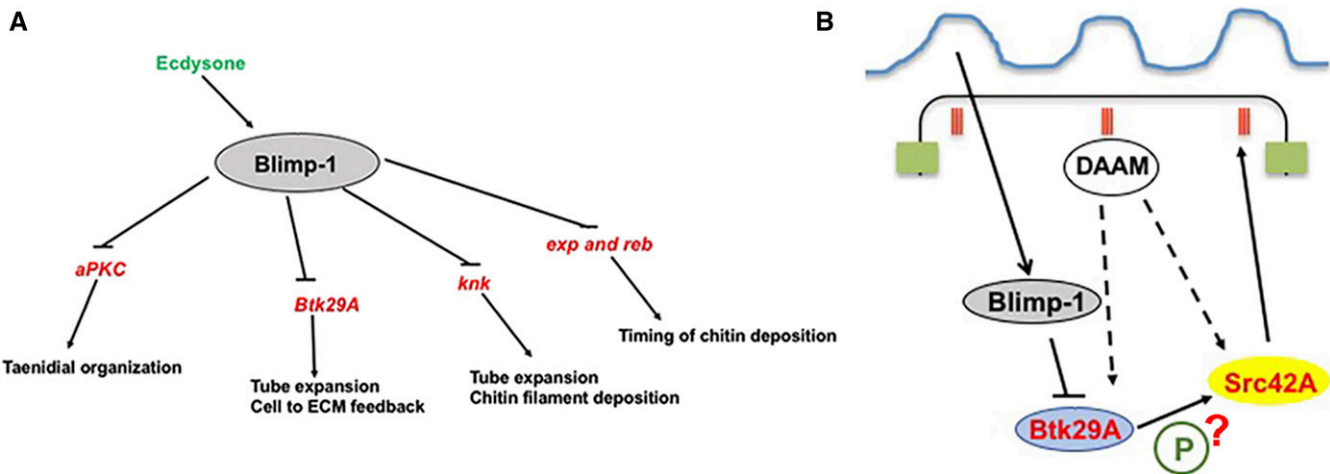 A
Ecdysone
Blimp-1
aPKC
Btk29A
knk
exp and reb
Taenidial organization
Tube expansion
Cell to ECM feedback
Tube expansion
Chitin filament deposition
Timing of chitin deposition
B
DAAM
Blimp-1
Btk29A
P
?
Src42A